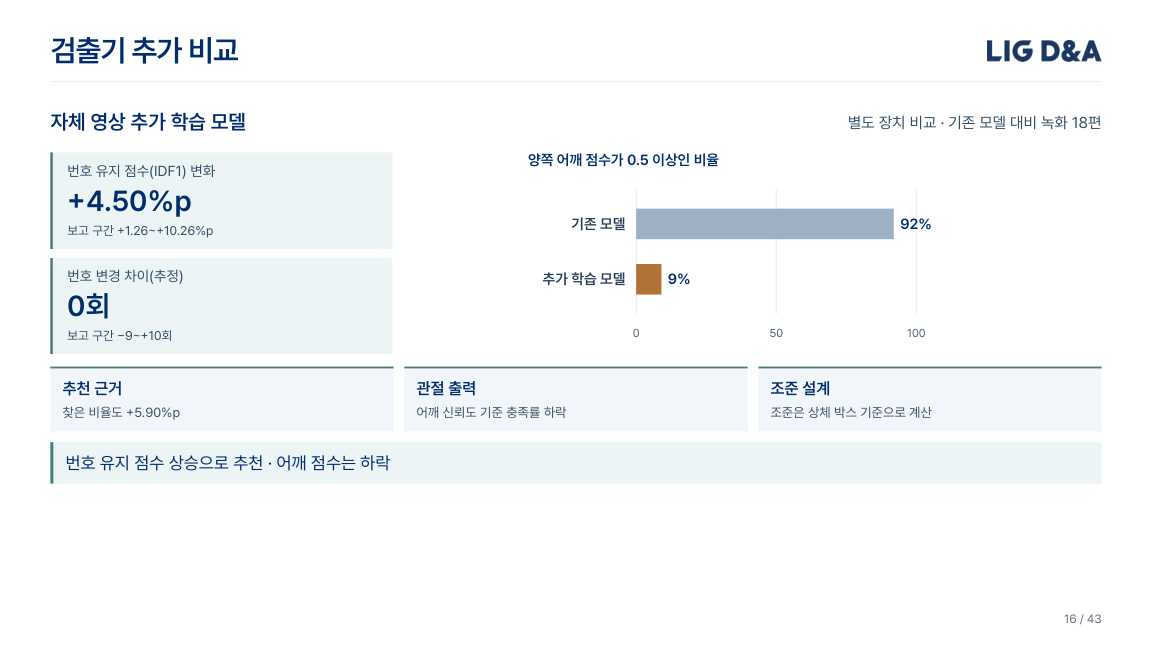 검출기 추가 비교
LIG D&A
자체 영상 추가 학습 모델
별도 장치 비교 · 기존 모델 대비 녹화 18편
번호 유지 점수(IDF1) 변화
+4.50%p
보고 구간 +1.26~+10.26%p
번호 변경 차이(추정)
0회
보고 구간 −9~+10회
양쪽 어깨 점수가 0.5 이상인 비율
기존 모델
92%
추가 학습 모델
9%
0
50
100
추천 근거
찾은 비율도 +5.90%p
관절 출력
어깨 신뢰도 기준 충족률 하락
조준 설계
조준은 상체 박스 기준으로 계산
번호 유지 점수 상승으로 추천 · 어깨 점수는 하락
16 / 43